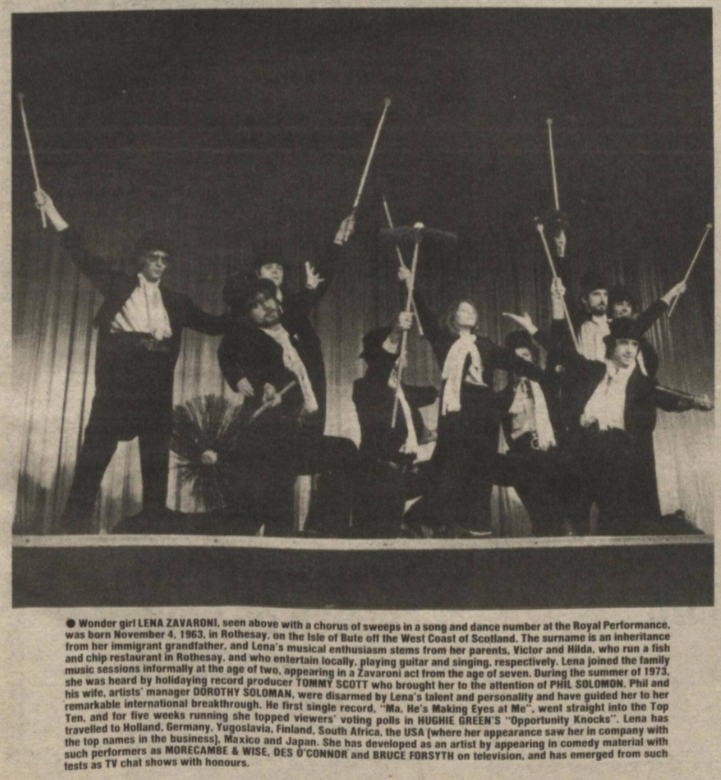 ● Wonder girl LENA ZAVARONI, seen above with a chorus of sweeps in a song and dance number at the Royal Performance,
was born November 4, 1963, in Rothesay, on the Isle of Bute off the West Coast of Scotland. The surname is an inheritance
from her immigrant grandfather, and Lena's musical enthusiasm stems from her parents, Victor and Hilda, who run a fish
and chip restaurant in Rothesay, and who entertain locally, playing guitar and singing, respectively. Lena joined the family
music sessions informally at the age of two, appearing in a Zavaroni act from the age of seven. During the summer of 1973,
she was heard by holidaying record producer TOMMY SCOTT who brought her to the attention of PHIL SOLOMON. Phil and
his wife, artists' manager DOROTHY SOLOMAN, were disarmed by Lena's talent and personality and have guided her to her
remarkable international breakthrough. He first single record, "Ma, He's Making Eyes at Me", went straight into the Top
Ten, and for five weeks running she topped viewers' voting polls in HUGHIE GREEN'S "Opportunity Knocks". Lena has
travelled to Holland, Germany, Yugoslavia, Finland, South Africa, the USA (where her appearance saw her in company with
the top names in the business), Maxico and Japan. She has developed as an artist by appearing in comedy material with
such performers as MORECAMBE & WISE, DES O'CONNOR and BRUCE FORSYTH on television, and has emerged from such
tests as TV chat shows with honours.